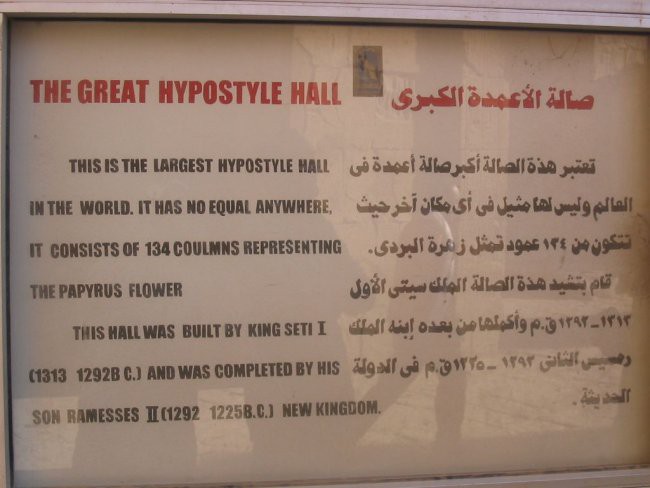 THE GREAT HYPOSTYLE HALL
THIS IS THE LARGEST HYPOSTYLE HALL
IN THE WORLD. IT HAS NO EQUAL ANYWHERE,
IT CONSISTS OF 134 COULMNS REPRESENTING
THE PAPYRUS FLOWER
THIS HALL WAS BUILT BY KING SETI I
(1313 1292B C.) AND WAS COMPLETED BY HIS
SON RAMESSES II (1292 1225B.C.) NEW KINGDOM.
صالة الأعمدة الكبرى
تعتبر هذة الصالة أكبر صالة أعمدة فى
العالم وليس لها مثيل فى أى مكان آخر حيث
تتكون من ١٣٤ عمود تمثل زهرة البردى.
قام بتشيد هذة الصالة الملك سيتى الأول
١٣١٣-١٢٩٢ق.م وأكملها من بعده إبنه الملك
رمسيس الثانى ١٢٩٢ - ١٢٢٥ق.م فى الدولة
الحديثة.